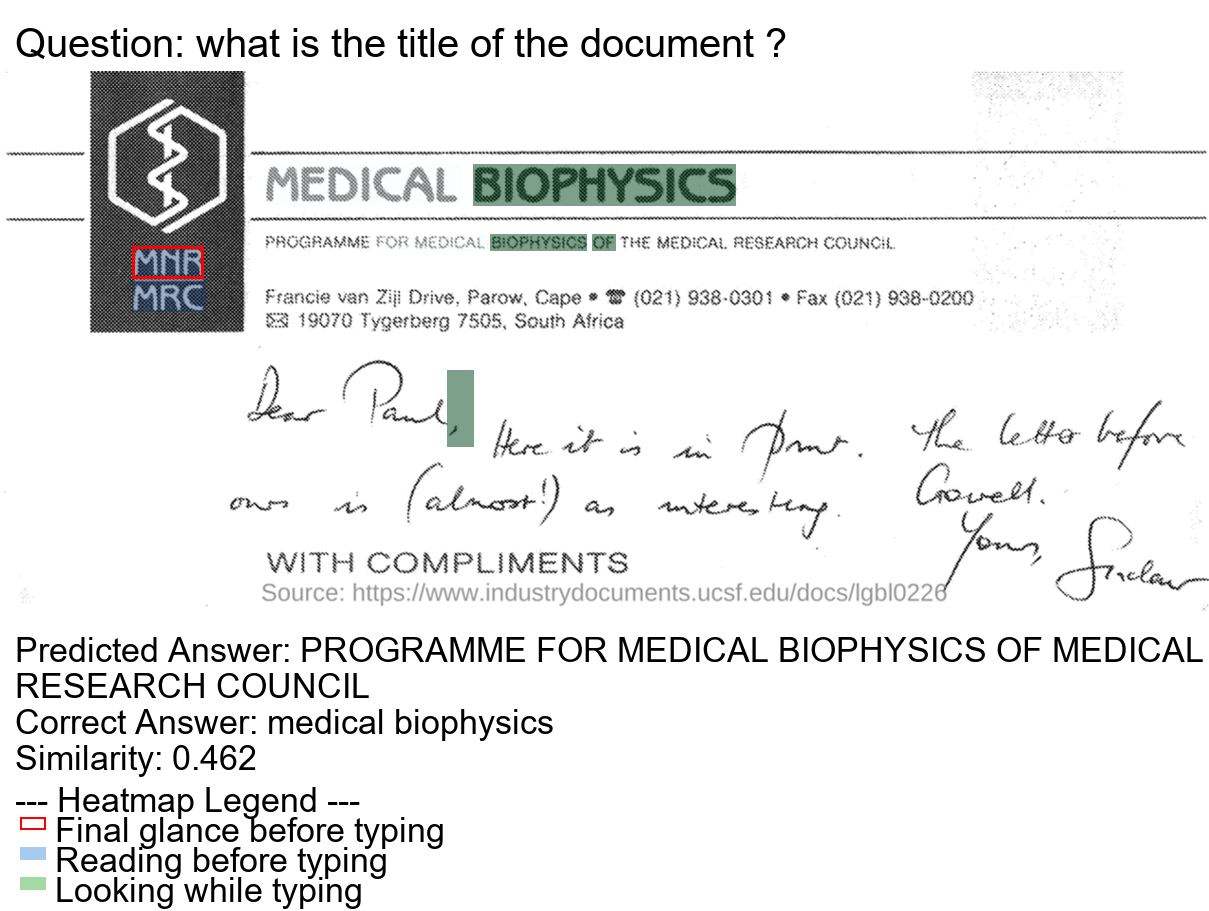 Question: what is the title of the document ?
MEDICAL BIOPHYSICS
PROGRAMME FOR MEDICAL BIOPHYSICS OF THE MEDICAL RESEARCH COUNCIL
MNR
MRC
Francie van Zijl Drive, Parow, Cape • ☎ (021) 938-0301 • Fax (021) 938-0200
✉ 19070 Tygerberg 7505, South Africa
Dear Paul,
Here it is in print. The letter before
ours is (almost!) as interesting.
Yours,
WITH COMPLIMENTS
Sinclair
Source: https://www.industrydocuments.ucsf.edu/docs/lgbl0226
Predicted Answer: PROGRAMME FOR MEDICAL BIOPHYSICS OF MEDICAL
RESEARCH COUNCIL
Correct Answer: medical biophysics
Similarity: 0.462
--- Heatmap Legend ---
Final glance before typing
Reading before typing
Looking while typing